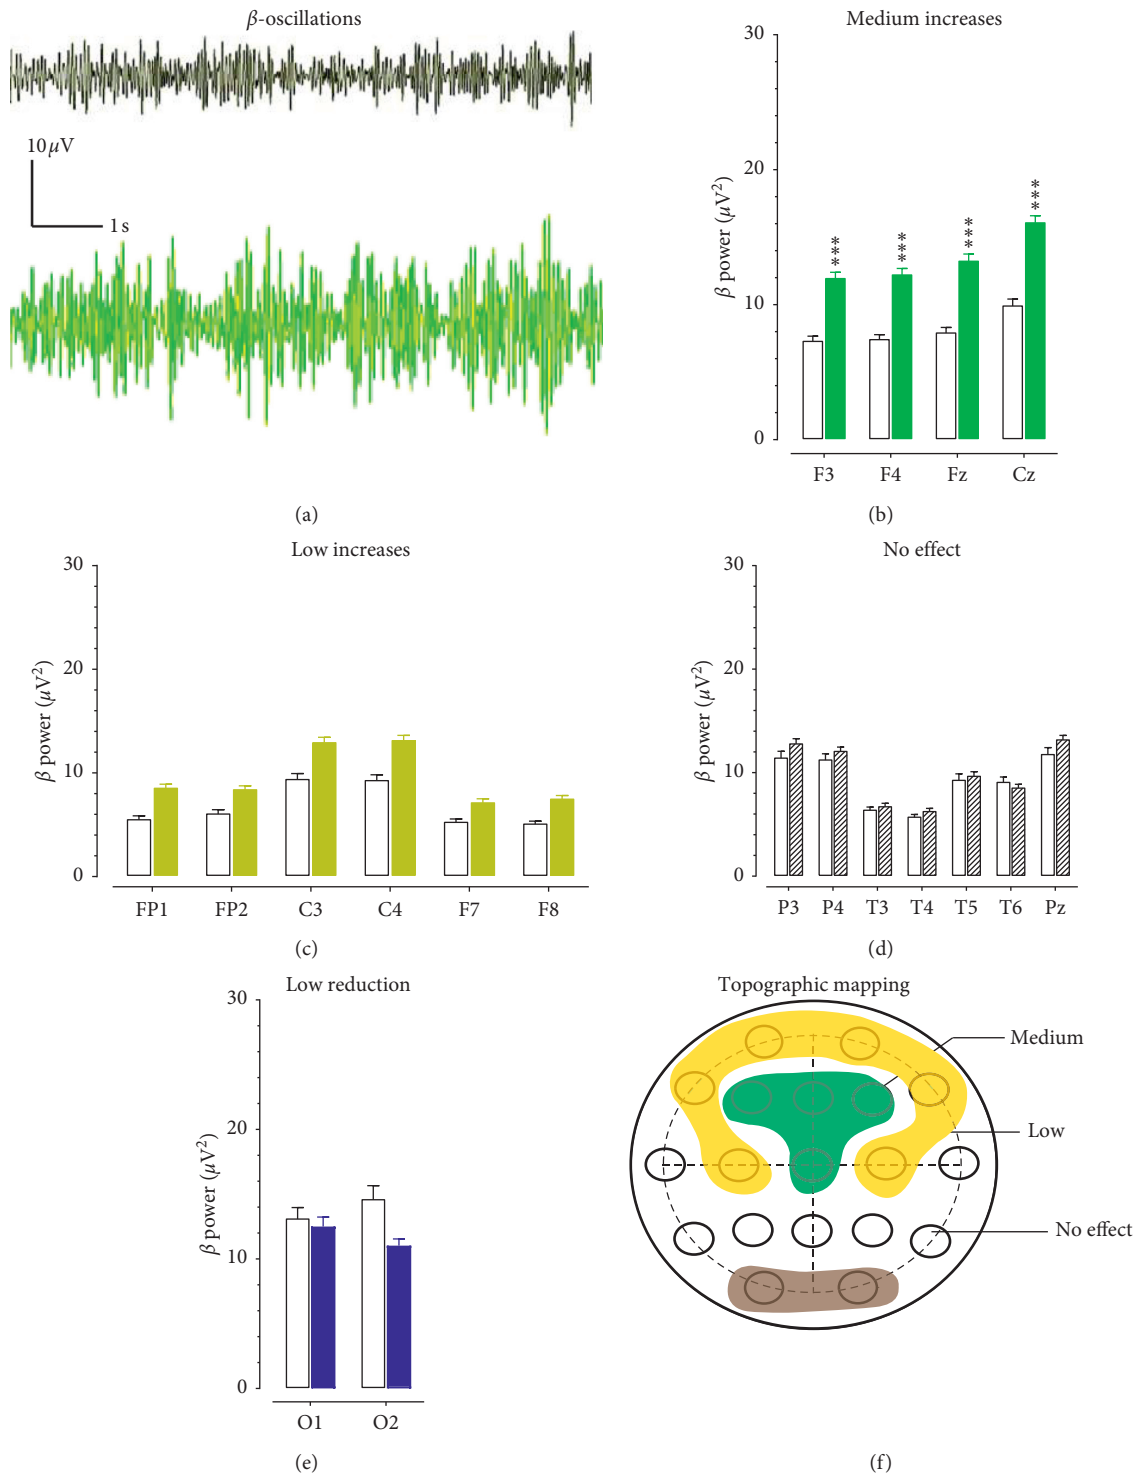 β-oscillations
10 μV
1 s
(a)
Medium increases
30
20
10
0
β power (μV²)
***
***
***
***
F3 F4 Fz Cz
(b)
Low increases
30
20
10
0
β power (μV²)
FP1 FP2 C3 C4 F7 F8
(c)
No effect
30
20
10
0
β power (μV²)
P3 P4 T3 T4 T5 T6 Pz
(d)
Low reduction
30
20
10
0
β power (μV²)
O1 O2
(e)
Topographic mapping
Medium
Low
No effect
(f)